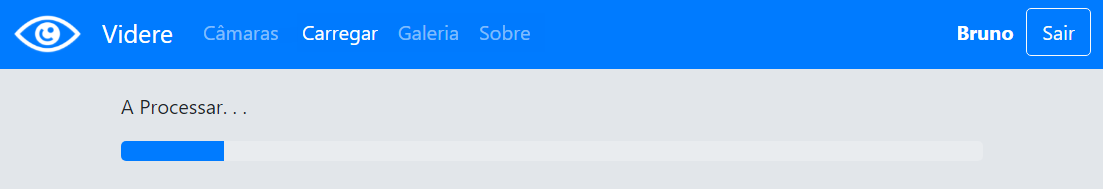 Videre Câmaras Carregar Galeria Sobre Bruno Sair
A Processar. . .